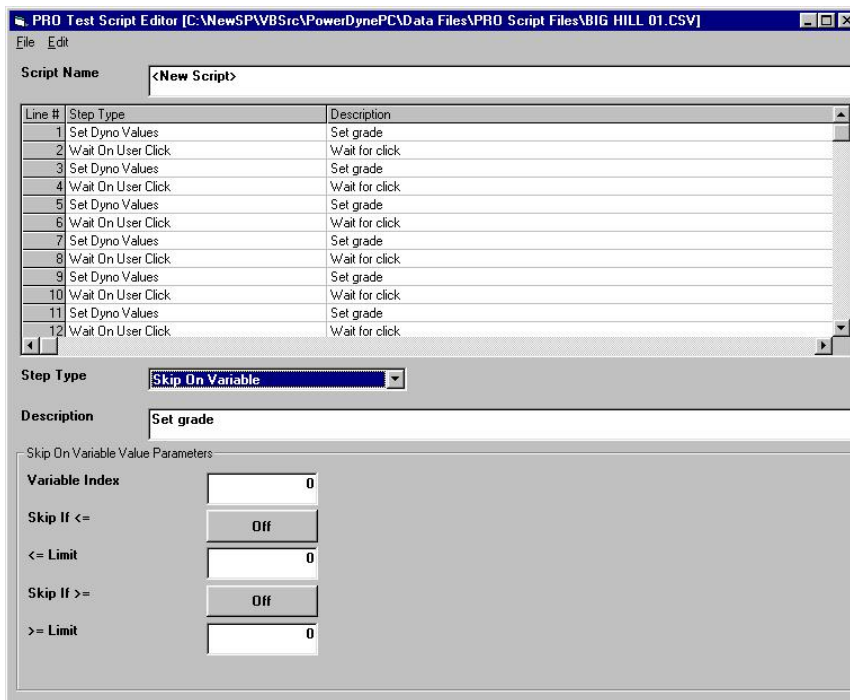 PRO Test Script Editor [C:\NewSP\VBSrc\PowerDynePC\Data Files\PRO Script Files\BIG HILL 01.CSV]
File Edit
Script Name <New Script>
Line # Step Type Description
1 Set Dyno Values Set grade
2 Wait On User Click Wait for click
3 Set Dyno Values Set grade
4 Wait On User Click Wait for click
5 Set Dyno Values Set grade
6 Wait On User Click Wait for click
7 Set Dyno Values Set grade
8 Wait On User Click Wait for click
9 Set Dyno Values Set grade
10 Wait On User Click Wait for click
11 Set Dyno Values Set grade
12 Wait On User Click Wait for click
Step Type Skip On Variable
Description Set grade
Skip On Variable Value Parameters
Variable Index 0
Skip If <= Off
<= Limit 0
Skip If >= Off
>= Limit 0